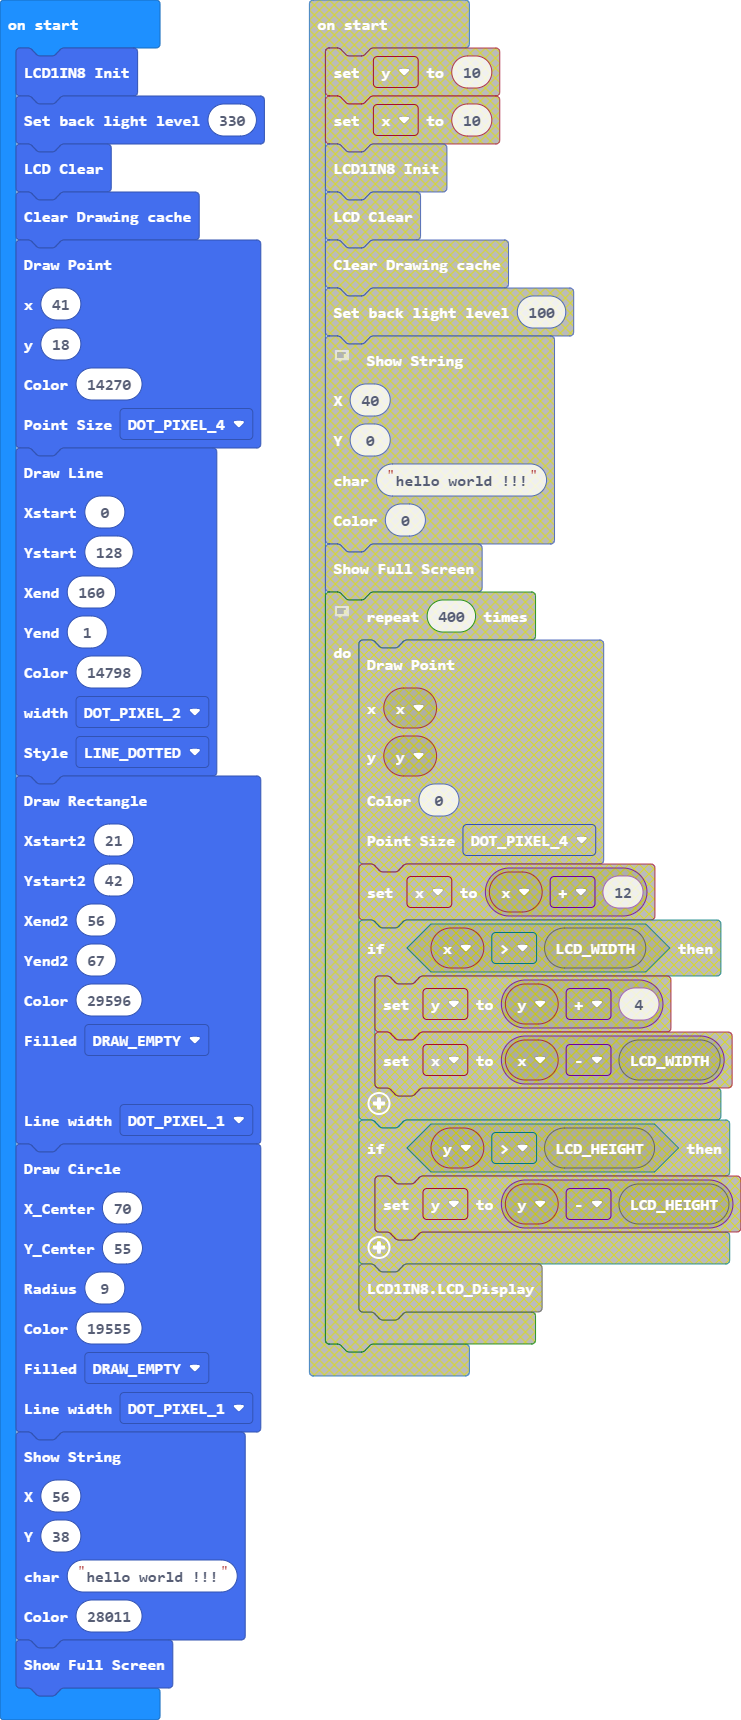 on start
LCD1IN8 Init
Set back light level 330
LCD Clear
Clear Drawing cache
Draw Point
x 41
y 18
Color 14270
Point Size DOT_PIXEL_4
Draw Line
Xstart 0
Ystart 128
Xend 160
Yend 1
Color 14798
width DOT_PIXEL_2
Style LINE_DOTTED
Draw Rectangle
Xstart2 21
Ystart2 42
Xend2 56
Yend2 67
Color 29596
Filled DRAW_EMPTY
Line width DOT_PIXEL_1
Draw Circle
X_Center 70
Y_Center 55
Radius 9
Color 19555
Filled DRAW_EMPTY
Line width DOT_PIXEL_1
Show String
X 56
Y 38
char "hello world !!!"
Color 28011
Show Full Screen
on start
set y to 10
set x to 10
LCD1IN8 Init
LCD Clear
Clear Drawing cache
Set back light level 100
Show String
X 40
Y 0
char "hello world !!!"
Color 0
Show Full Screen
repeat 400 times
do
Draw Point
x x
y y
Color 0
Point Size DOT_PIXEL_4
set x to x + 12
if x > LCD_WIDTH then
set y to y + 4
set x to x - LCD_WIDTH
if y > LCD_HEIGHT then
set y to y - LCD_HEIGHT
LCD1IN8.LCD_Display